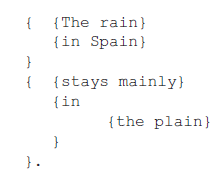 { {The rain}
{in Spain}
}
{ {stays mainly}
{in
{the plain}
}
}.